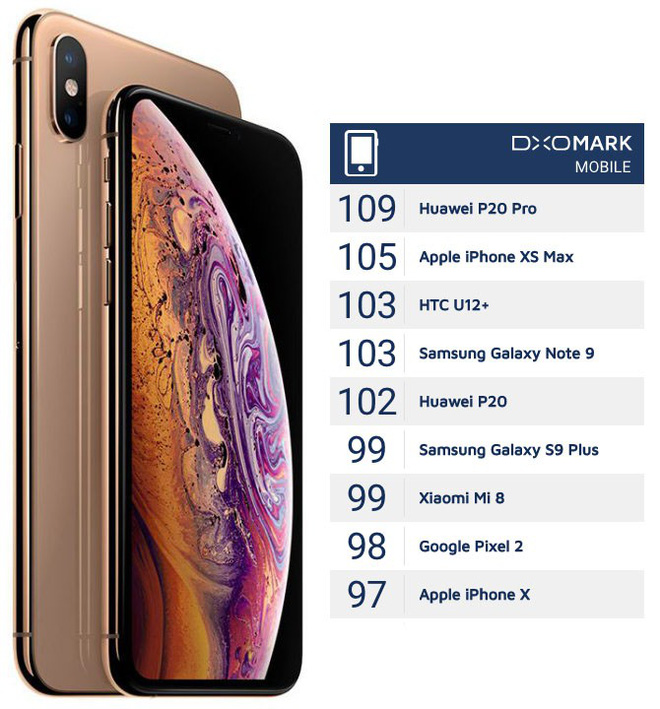 DXOMARK
MOBILE
109 Huawei P20 Pro
105 Apple iPhone XS Max
103 HTC U12+
103 Samsung Galaxy Note 9
102 Huawei P20
99 Samsung Galaxy S9 Plus
99 Xiaomi Mi 8
98 Google Pixel 2
97 Apple iPhone X